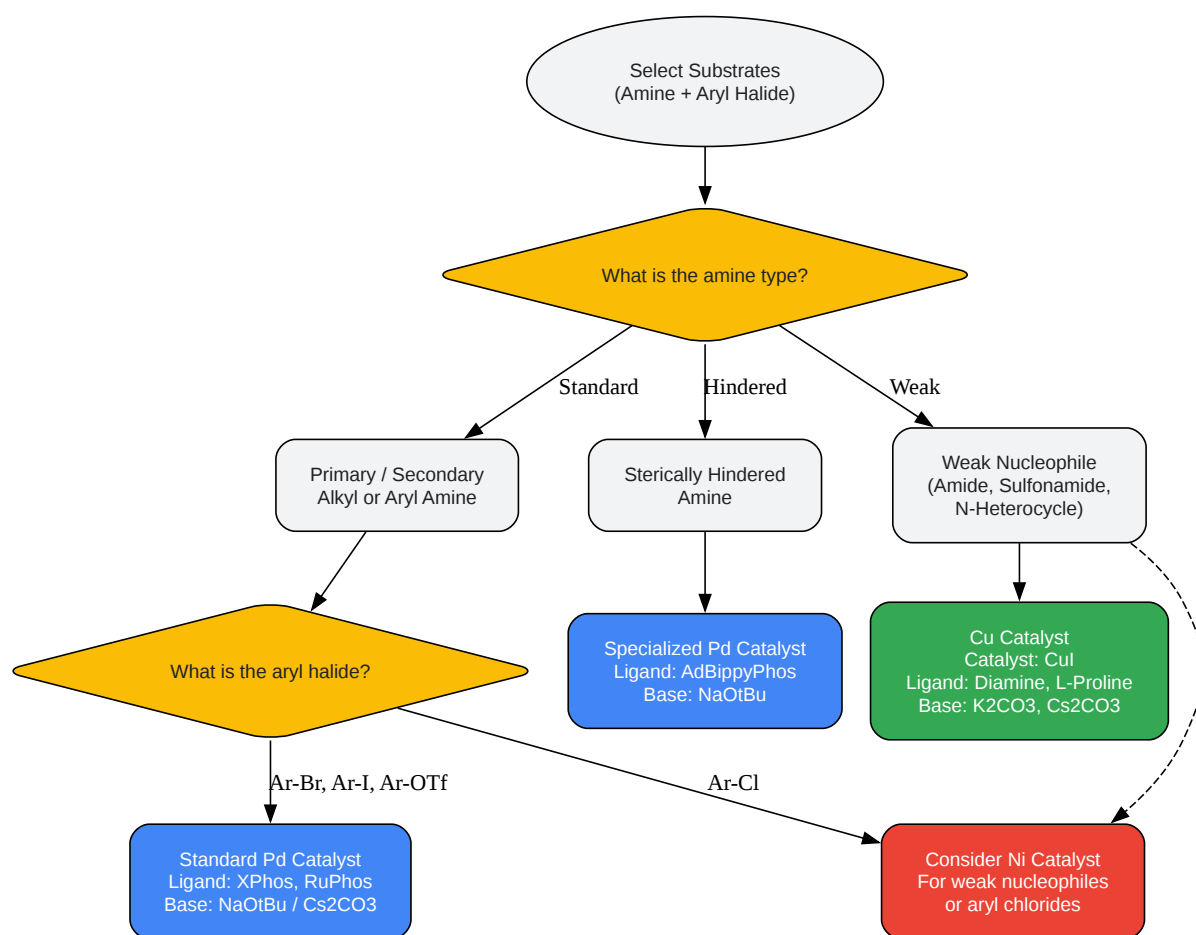 Select Substrates
(Amine + Aryl Halide)
What is the amine type?
Standard
Hindered
Weak
Primary / Secondary
Alkyl or Aryl Amine
Sterically Hindered
Amine
Weak Nucleophile
(Amide, Sulfonamide,
N-Heterocycle)
What is the aryl halide?
Specialized Pd Catalyst
Ligand: AdBippyPhos
Base: NaOtBu
Cu Catalyst
Catalyst: CuI
Ligand: Diamine, L-Proline
Base: K2CO3, Cs2CO3
Ar-Br, Ar-I, Ar-OTf
Ar-Cl
Standard Pd Catalyst
Ligand: XPhos, RuPhos
Base: NaOtBu / Cs2CO3
Consider Ni Catalyst
For weak nucleophiles
or aryl chlorides